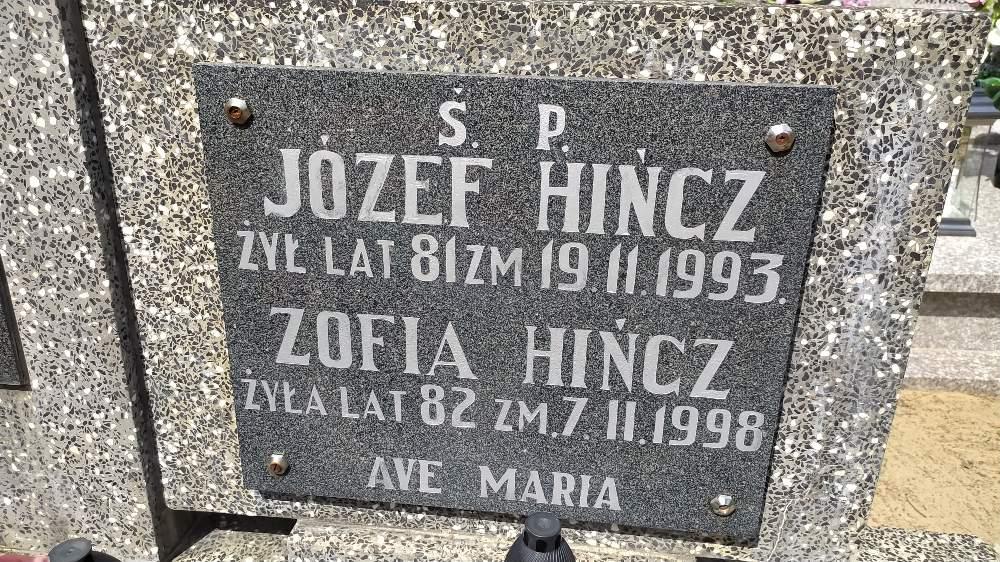 Ś. P.
JÓZEF HIŃCZ
ŻYŁ LAT 81 ZM 19.11.1993.
ZOFIA HIŃCZ
ŻYŁA LAT 82 ZM. 7. 11. 1998
AVE MARIA